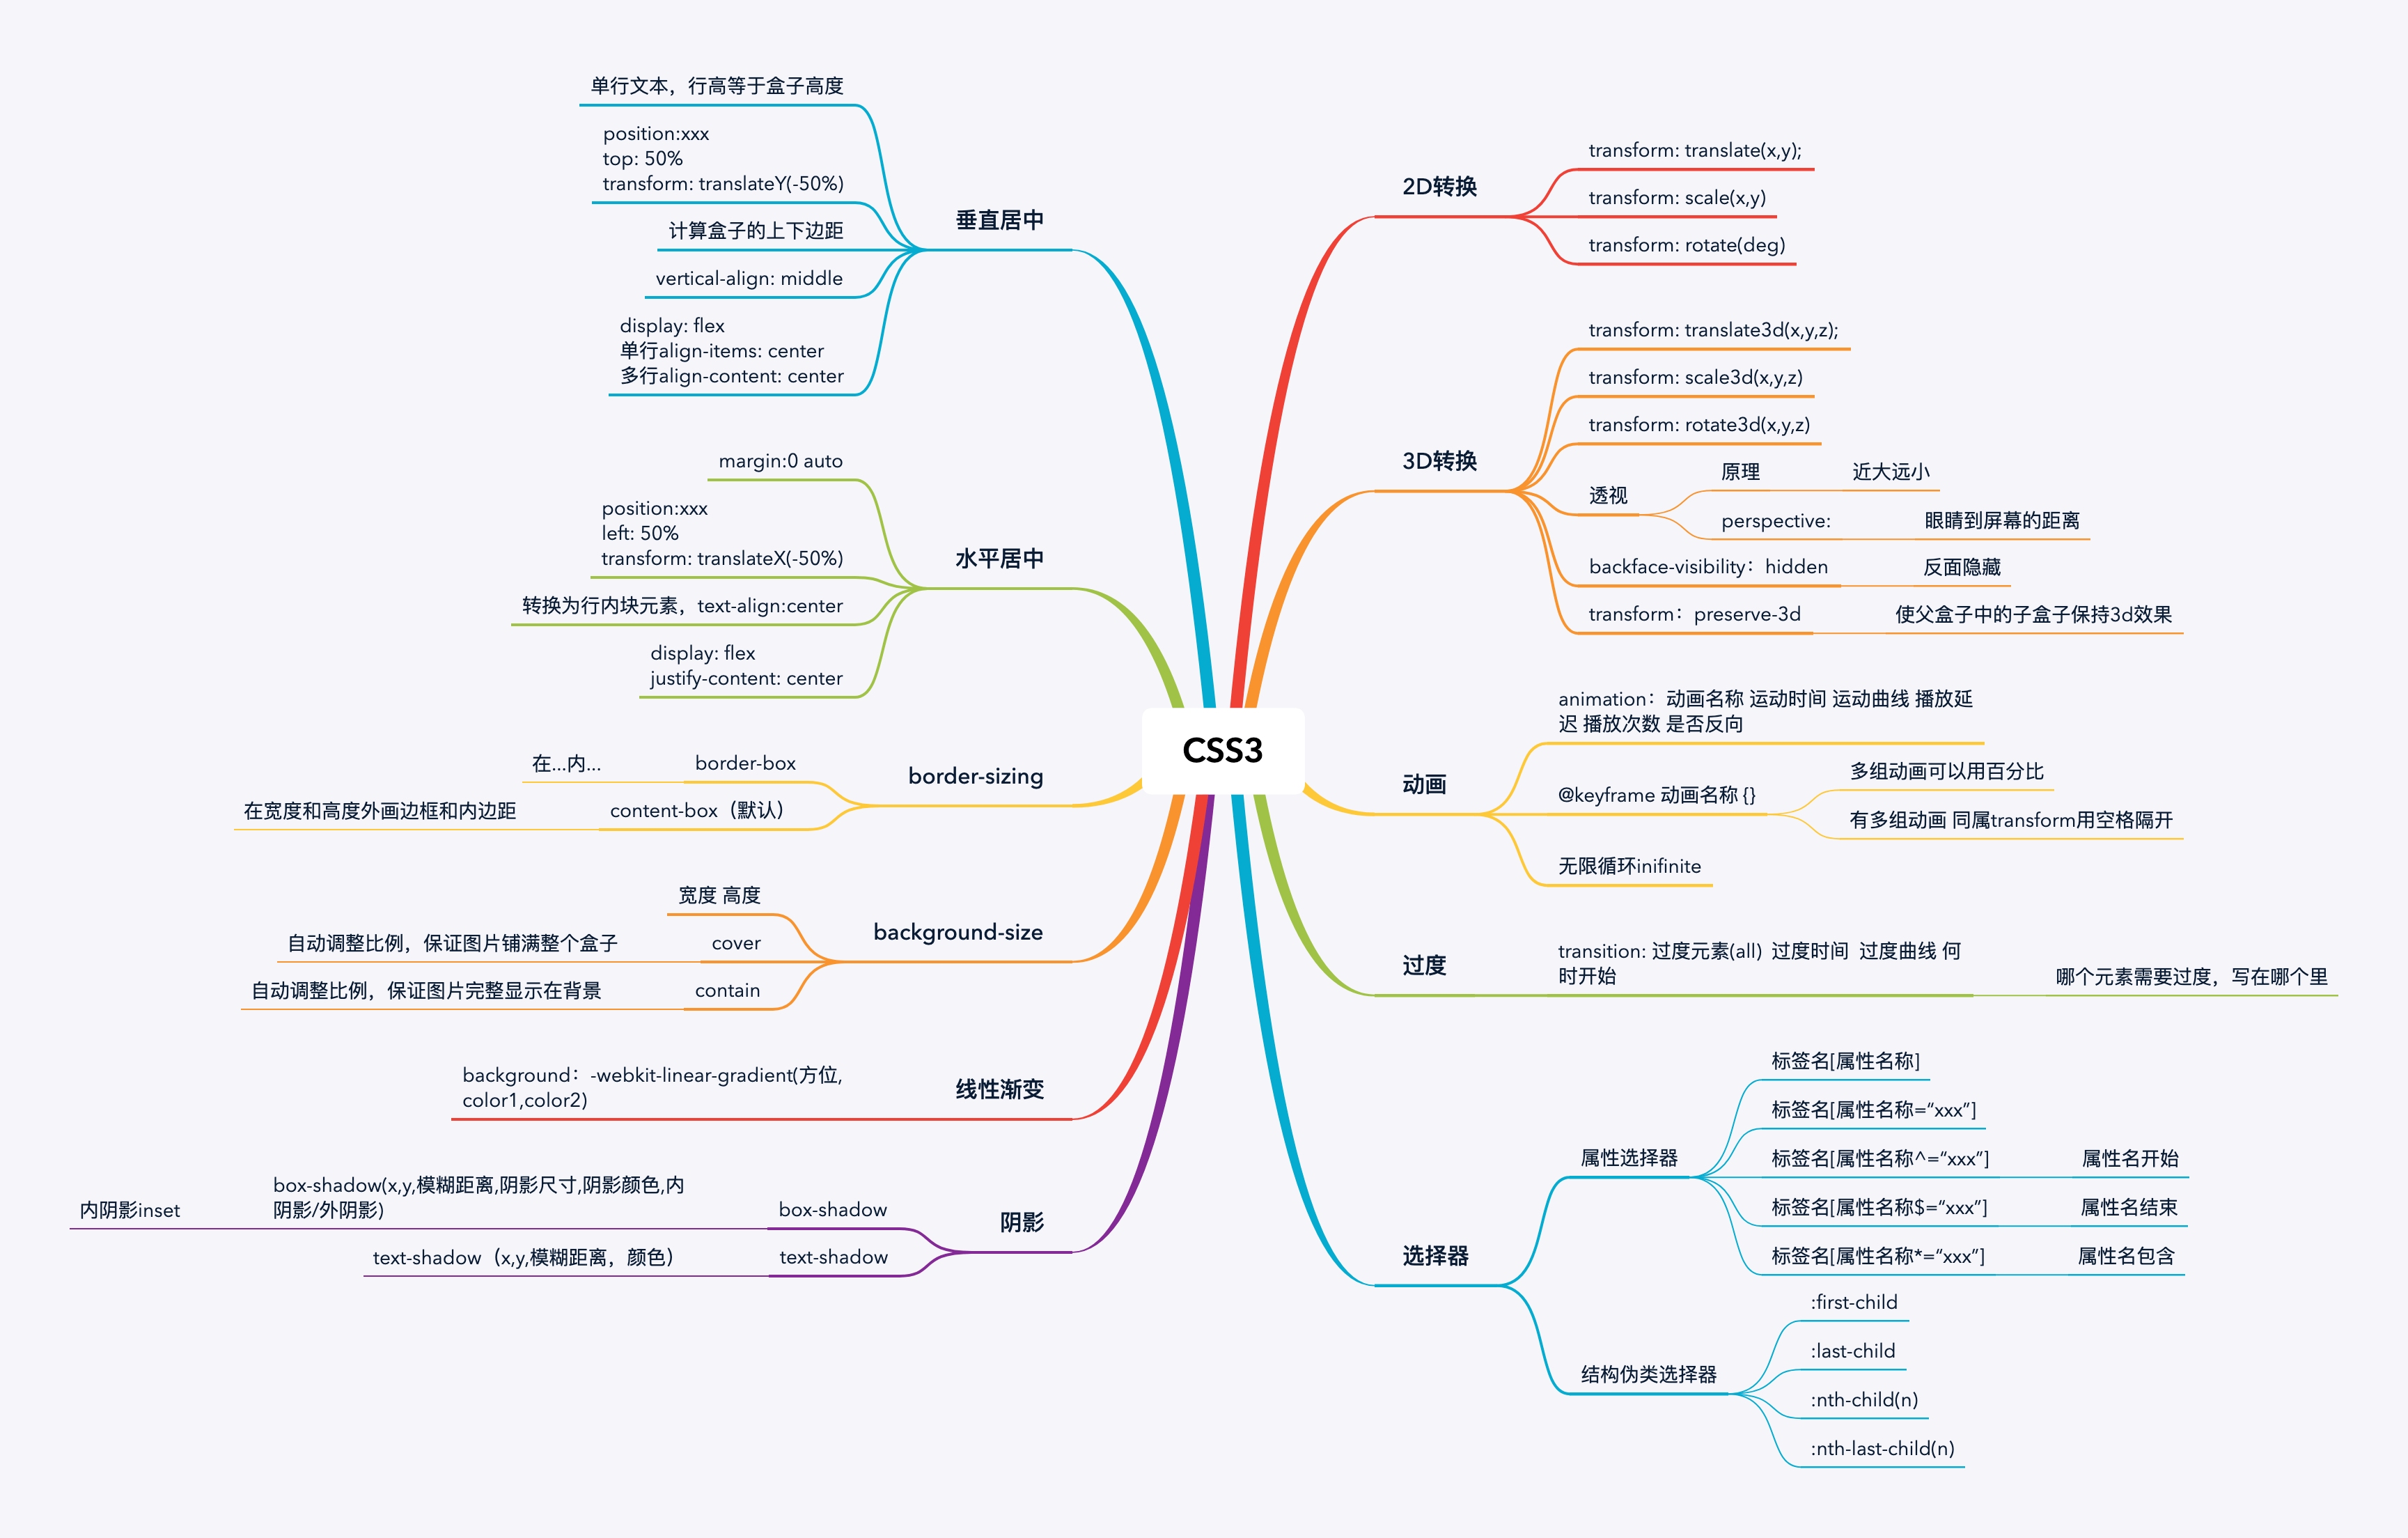 CSS3
2D转换
transform: translate(x,y);
transform: scale(x,y)
transform: rotate(deg)
3D转换
transform: translate3d(x,y,z);
transform: scale3d(x,y,z)
transform: rotate3d(x,y,z)
透视
原理
近大远小
perspective:
眼睛到屏幕的距离
backface-visibility：hidden
反面隐藏
transform：preserve-3d
使父盒子中的子盒子保持3d效果
动画
animation：动画名称 运动时间 运动曲线 播放延
迟 播放次数 是否反向
@keyframe 动画名称 {}
多组动画可以用百分比
有多组动画 同属transform用空格隔开
无限循环inifinite
过度
transition: 过度元素(all)  过度时间  过度曲线 何
时开始
哪个元素需要过度，写在哪个里
选择器
属性选择器
标签名[属性名称]
标签名[属性名称=“xxx”]
标签名[属性名称^=“xxx”]
属性名开始
标签名[属性名称$=“xxx”]
属性名结束
标签名[属性名称*=“xxx”]
属性名包含
结构伪类选择器
:first-child
:last-child
:nth-child(n)
:nth-last-child(n)
垂直居中
单行文本，行高等于盒子高度
position:xxx
top: 50%
transform: translateY(-50%)
计算盒子的上下边距
vertical-align: middle
display: flex
单行align-items: center
多行align-content: center
水平居中
margin:0 auto
position:xxx
left: 50%
transform: translateX(-50%)
转换为行内块元素，text-align:center
display: flex
justify-content: center
border-sizing
border-box
在...内...
content-box（默认）
在宽度和高度外画边框和内边距
background-size
宽度 高度
cover
自动调整比例，保证图片铺满整个盒子
contain
自动调整比例，保证图片完整显示在背景
线性渐变
background：-webkit-linear-gradient(方位,
color1,color2)
阴影
box-shadow
box-shadow(x,y,模糊距离,阴影尺寸,阴影颜色,内
阴影/外阴影)
内阴影inset
text-shadow
text-shadow（x,y,模糊距离，颜色）